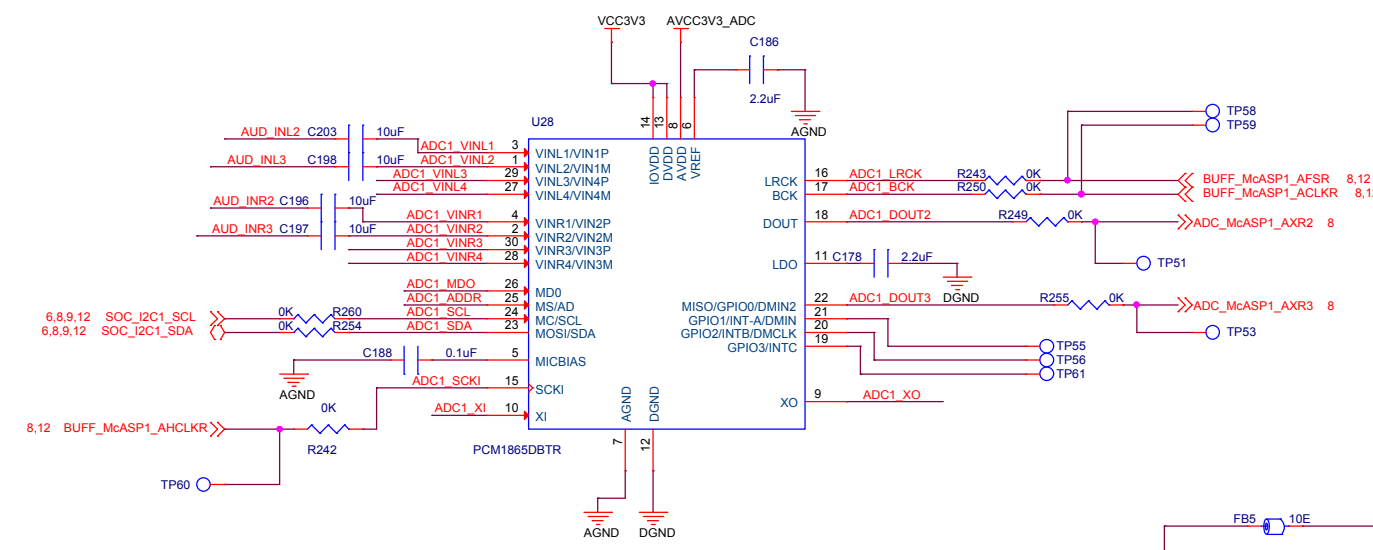 VCC3V3 AVCC3V3_ADC
C186
2.2uF
AGND
U28
14 13 8 6
IOVDD DVDD AVDD VREF
AUD_INL2 C203 10uF ADC1_VINL1 3 VINL1/VIN1P
AUD_INL3 C198 10uF ADC1_VINL2 1 VINL2/VIN1M
ADC1_VINL3 29 VINL3/VIN4P
ADC1_VINL4 27 VINL4/VIN4M
AUD_INR2 C196 10uF ADC1_VINR1 4 VINR1/VIN2P
AUD_INR3 C197 10uF ADC1_VINR2 2 VINR2/VIN2M
ADC1_VINR3 30 VINR3/VIN3P
ADC1_VINR4 28 VINR4/VIN3M
ADC1_MDO 26 MD0
ADC1_ADDR 25 MS/AD
6,8,9,12 SOC_I2C1_SCL 0K R260 ADC1_SCL 24 MC/SCL
6,8,9,12 SOC_I2C1_SDA 0K R254 ADC1_SDA 23 MOSI/SDA
C188 0.1uF 5 MICBIAS
AGND
ADC1_SCKI 15 SCKI
ADC1_XI 10 XI
0K
8,12 BUFF_McASP1_AHCLKR
R242
TP60
PCM1865DBTR
AGND DGND
7 12
AGND DGND
TP58
TP59
LRCK 16 ADC1_LRCK R243 0K BUFF_McASP1_AFSR 8,12
BCK 17 ADC1_BCK R250 0K BUFF_McASP1_ACLKR 8,12
DOUT 18 ADC1_DOUT2 R249 0K ADC_McASP1_AXR2 8
TP51
LDO 11 C178 2.2uF
DGND
MISO/GPIO0/DMIN2 22 ADC1_DOUT3 R255 0K ADC_McASP1_AXR3 8
GPIO1/INT-A/DMIN 21
GPIO2/INTB/DMCLK 20
GPIO3/INTC 19
TP53
TP55
TP56
TP61
XO 9 ADC1_XO
FB5 10E